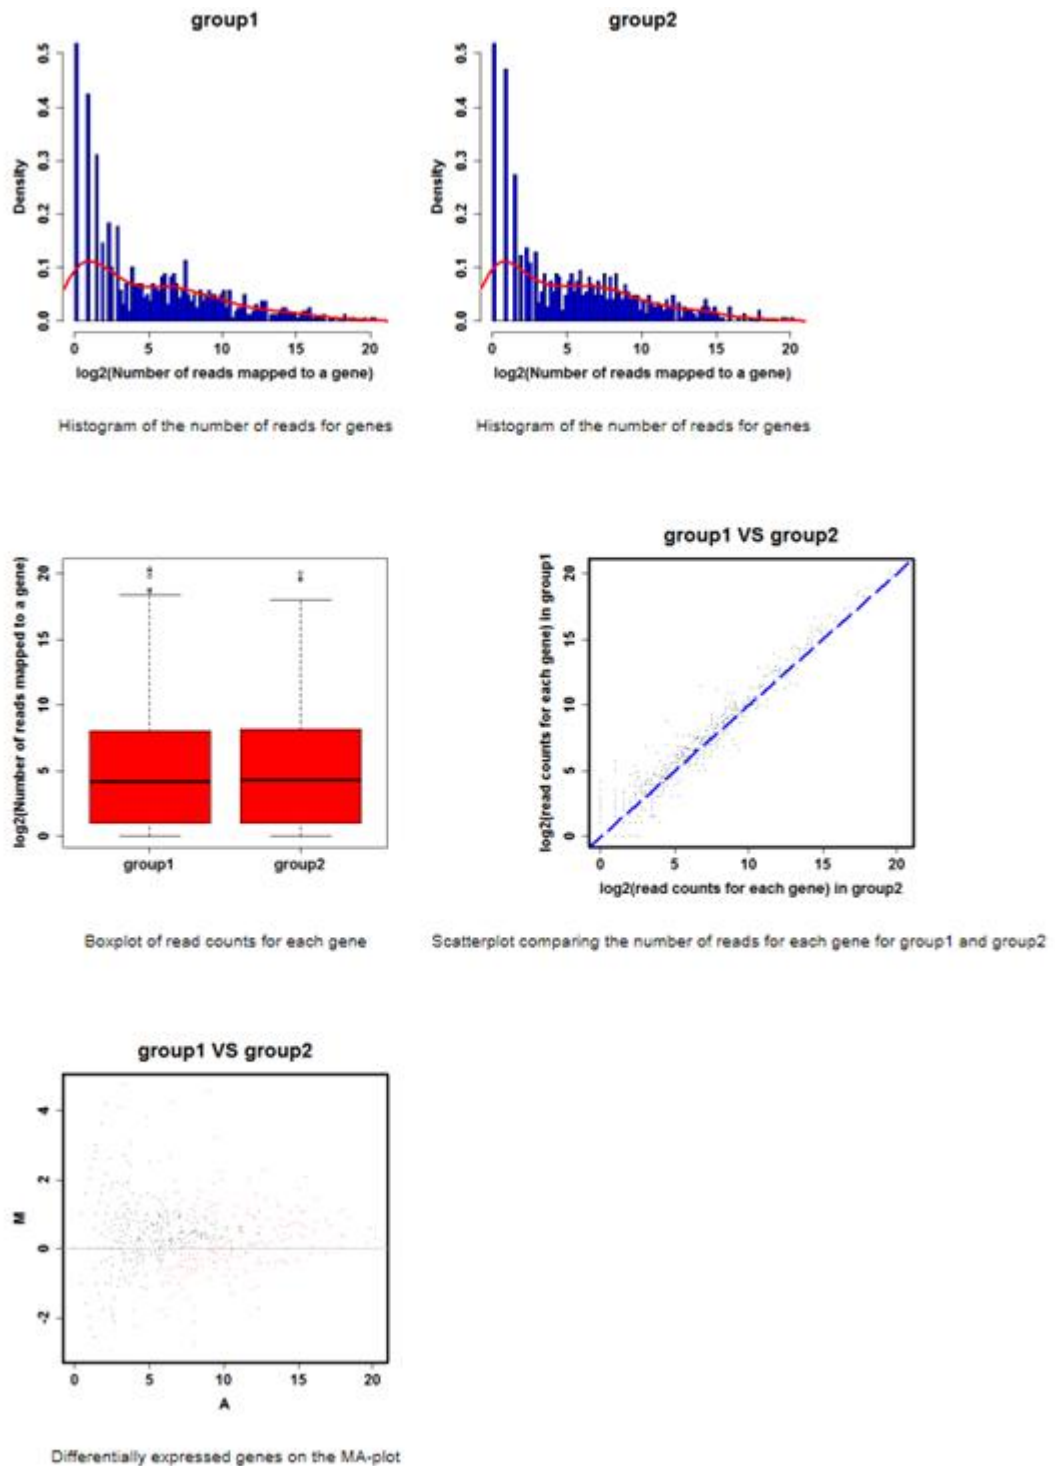 group1
group2
Density
0.0 0.1 0.2 0.3 0.4 0.5
0 5 10 15 20
log2(Number of reads mapped to a gene)
Density
0.0 0.1 0.2 0.3 0.4 0.5
0 5 10 15 20
log2(Number of reads mapped to a gene)
Histogram of the number of reads for genes
Histogram of the number of reads for genes
log2(Number of reads mapped to a gene)
0 5 10 15 20
group1 group2
group1 VS group2
log2(read counts for each gene) in group1
0 5 10 15 20
0 5 10 15 20
log2(read counts for each gene) in group2
Boxplot of read counts for each gene
Scatterplot comparing the number of reads for each gene for group1 and group2
group1 VS group2
M
-2 0 2 4
0 5 10 15 20
A
Differentially expressed genes on the MA-plot